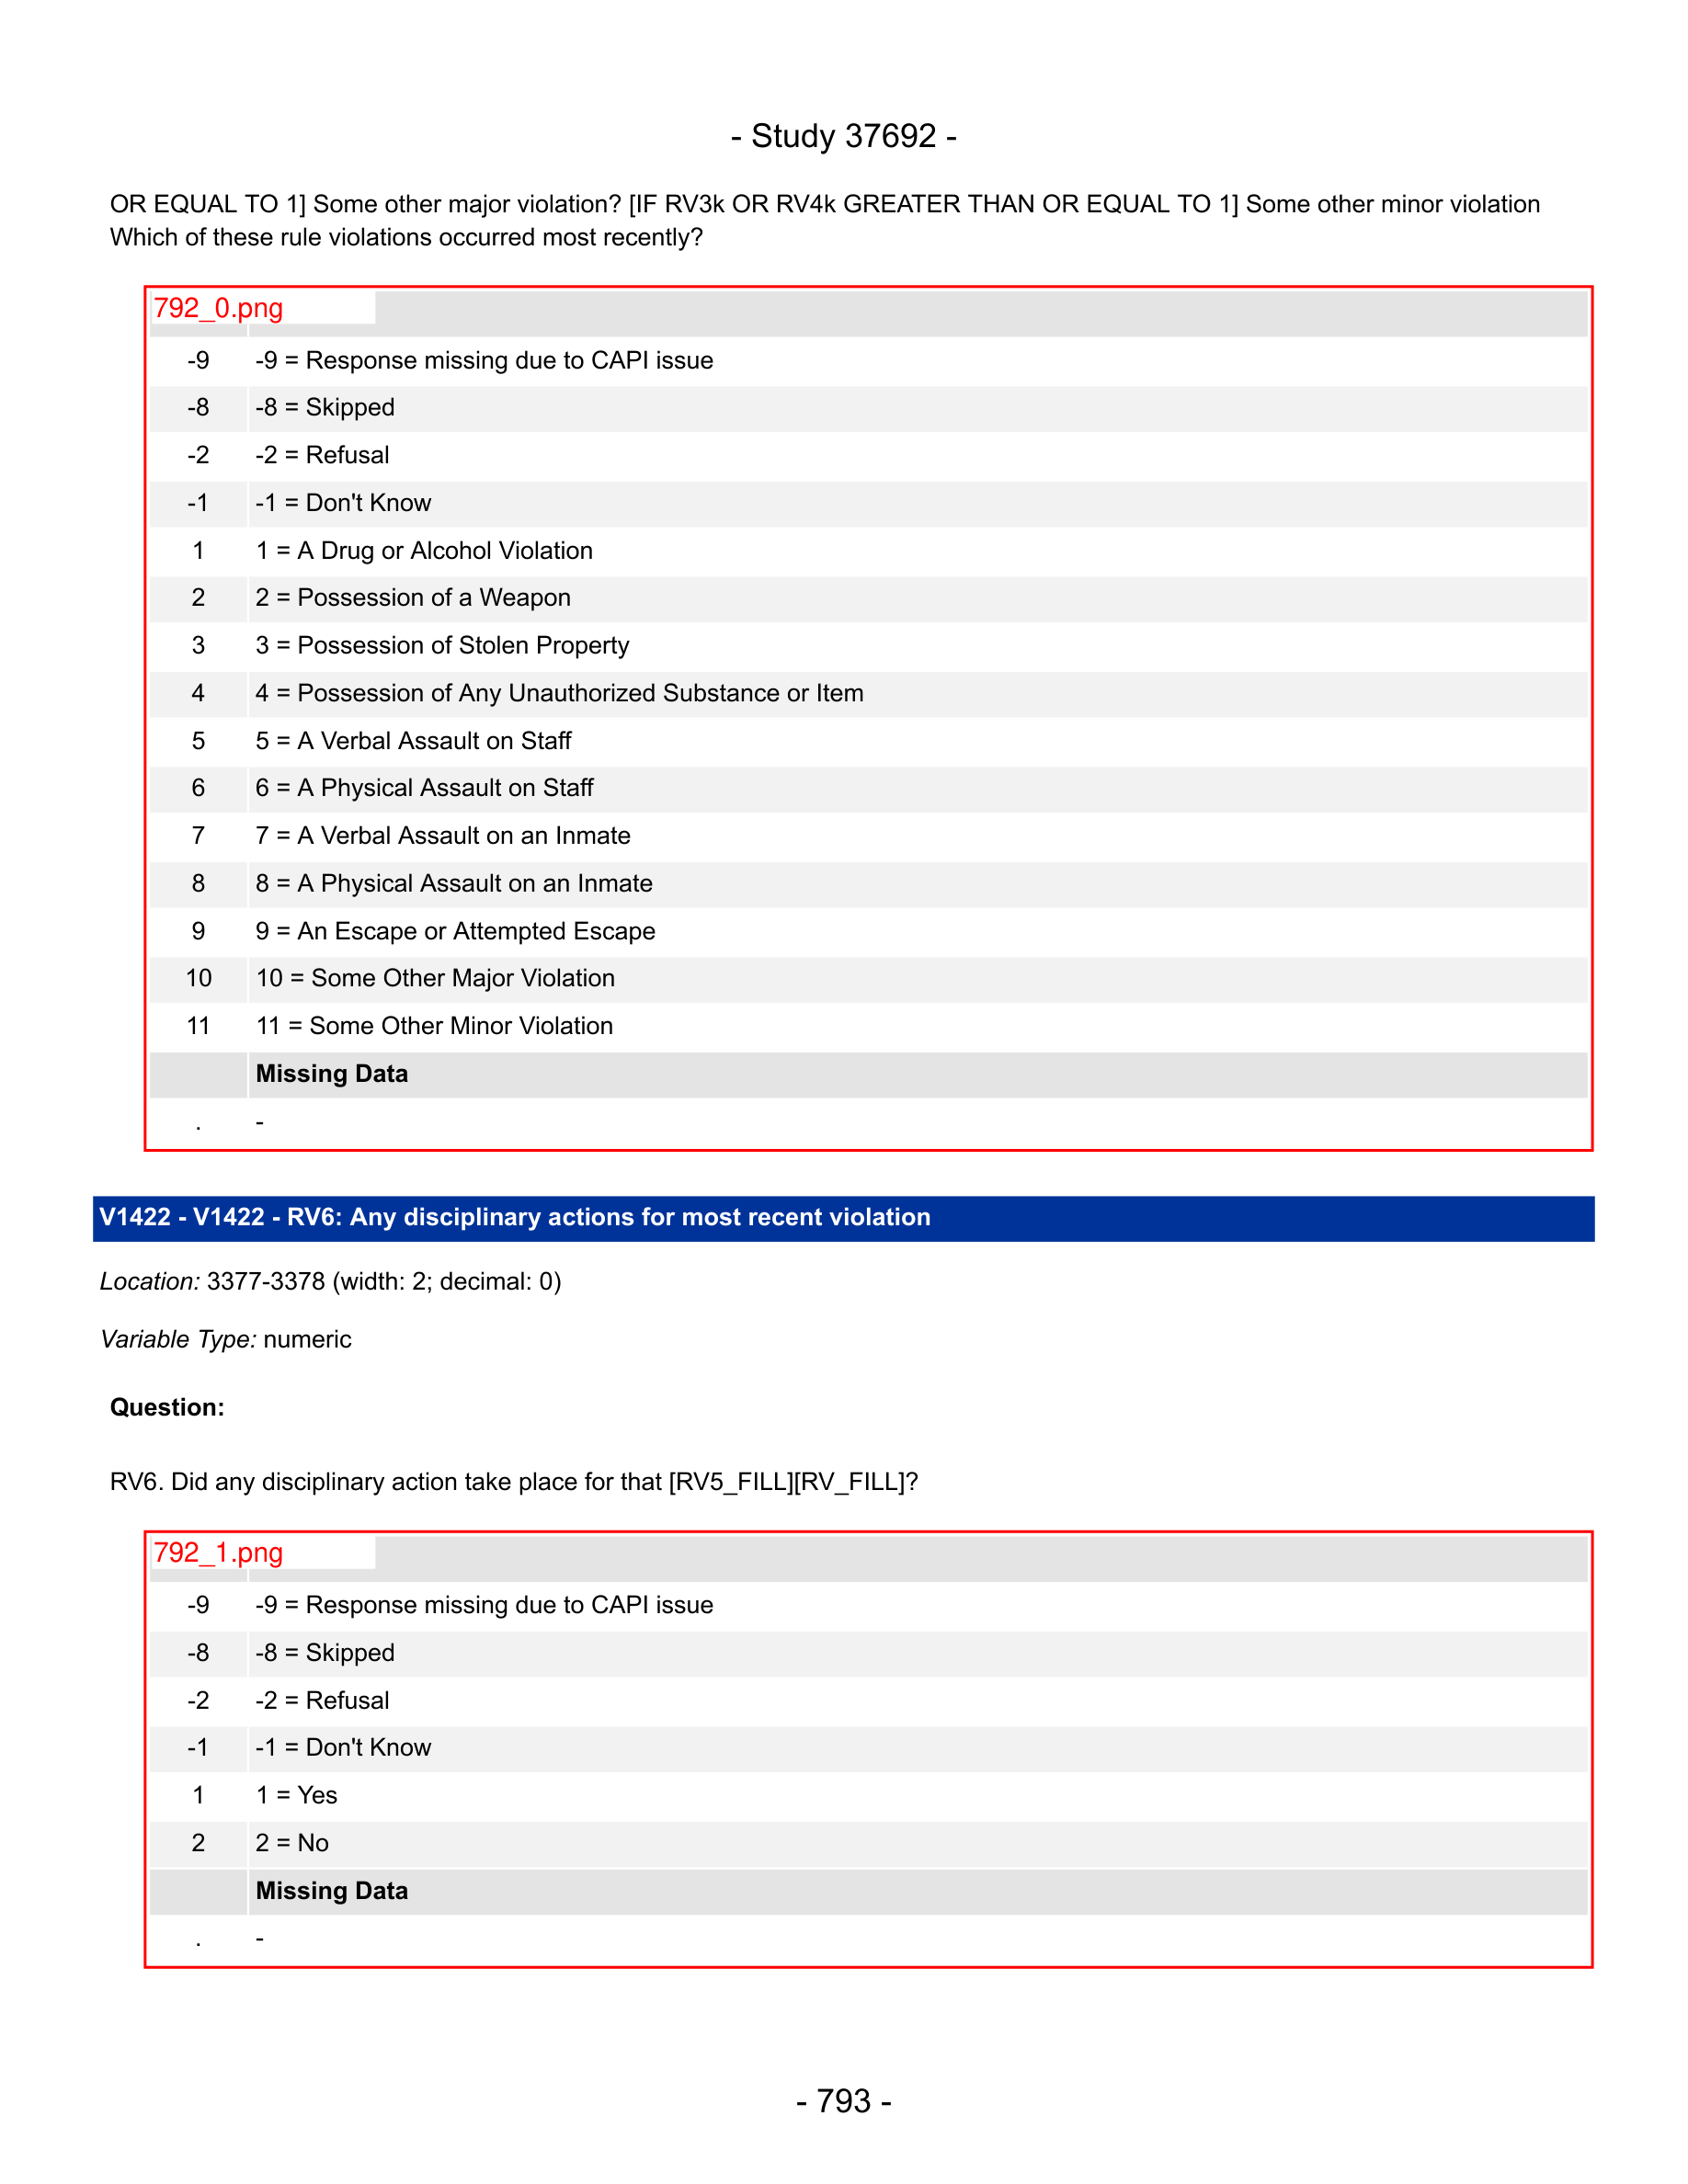 - Study 37692 -
OR EQUAL TO 1] Some other major violation? [IF RV3k OR RV4k GREATER THAN OR EQUAL TO 1] Some other minor violation
Which of these rule violations occurred most recently?
792_0.png
-9 -9 = Response missing due to CAPI issue
-8 -8 = Skipped
-2 -2 = Refusal
-1 -1 = Don't Know
1 1 = A Drug or Alcohol Violation
2 2 = Possession of a Weapon
3 3 = Possession of Stolen Property
4 4 = Possession of Any Unauthorized Substance or Item
5 5 = A Verbal Assault on Staff
6 6 = A Physical Assault on Staff
7 7 = A Verbal Assault on an Inmate
8 8 = A Physical Assault on an Inmate
9 9 = An Escape or Attempted Escape
10 10 = Some Other Major Violation
11 11 = Some Other Minor Violation
Missing Data
. -
V1422 - V1422 - RV6: Any disciplinary actions for most recent violation
Location: 3377-3378 (width: 2; decimal: 0)
Variable Type: numeric
Question:
RV6. Did any disciplinary action take place for that [RV5_FILL][RV_FILL]?
792_1.png
-9 -9 = Response missing due to CAPI issue
-8 -8 = Skipped
-2 -2 = Refusal
-1 -1 = Don't Know
1 1 = Yes
2 2 = No
Missing Data
. -
- 793 -